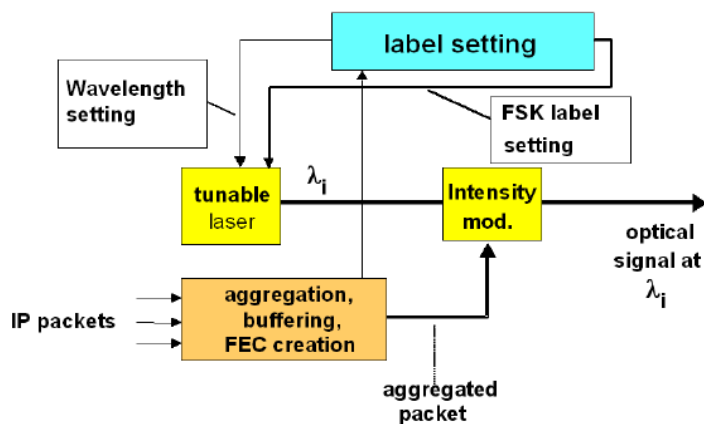 label setting
Wavelength
setting
FSK label
setting
tunable
laser
λi
Intensity
mod.
optical
signal at
λi
IP packets
aggregation,
buffering,
FEC creation
aggregated
packet